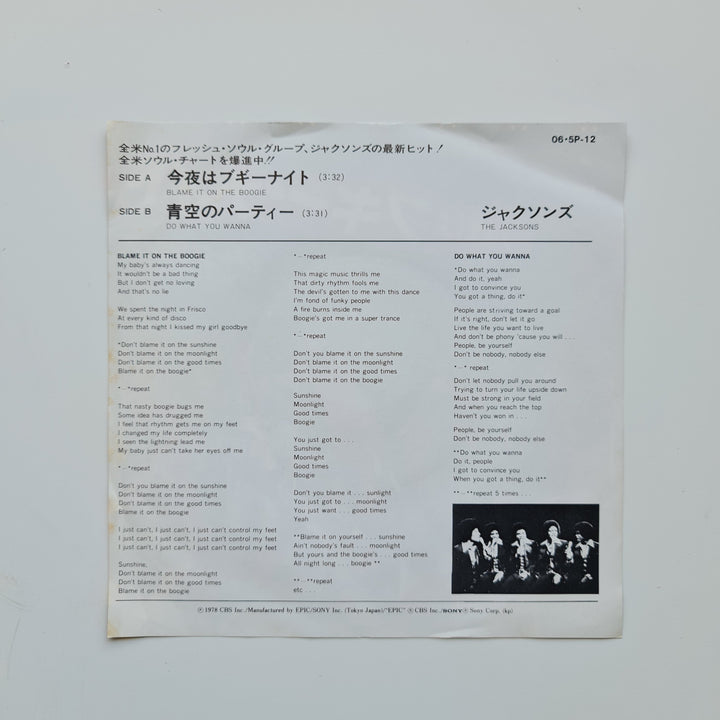 06・5P-12
全米No.1のフレッシュ・ソウル・グループ、ジャクソンズの最新ヒット!
全米ソウル・チャートを爆進中!!
SIDE A 今夜はブギーナイト (3:32)
BLAME IT ON THE BOOGIE
SIDE B 青空のパーティー (3:31) ジャクソンズ
DO WHAT YOU WANNA THE JACKSONS
BLAME IT ON THE BOOGIE
My baby's always dancing
It wouldn't be a bad thing
But I don't get no loving
And that's no lie
We spent the night in Frisco
At every kind of disco
From that night I kissed my girl goodbye
*Don't blame it on the sunshine
Don't blame it on the moonlight
Don't blame it on the good times
Blame it on the boogie*
*-*repeat
That nasty boogie bugs me
Some idea has drugged me
I feel that rhythm gets me on my feet
I changed my life completely
I seen the lightning lead me
My baby just can't take her eyes off me
*-*repeat
Don't you blame it on the sunshine
Don't blame it on the moonlight
Don't blame it on the good times
Blame it on the boogie
I just can't, I just can't, I just can't control my feet
I just can't, I just can't, I just can't control my feet
I just can't, I just can't, I just can't control my feet
Sunshine,
Don't blame it on the moonlight
Don't blame it on the good times
Blame it on the boogie
*-*repeat
This magic music thrills me
That dirty rhythm fools me
The devil's gotten to me with this dance
I'm fond of funky people
A fire burns inside me
Boogie's got me in a super trance
*-*repeat
Don't you blame it on the sunshine
Don't blame it on the moonlight
Don't blame it on the good times
Don't blame it on the boogie
Sunshine
Moonlight
Good times
Boogie
You just got to . . .
Sunshine
Moonlight
Good times
Boogie
Don't you blame it . . . sunlight
You just got to . . . moonlight
You just want . . . good times
Yeah
**Blame it on yourself . . . sunshine
Ain't nobody's fault . . . moonlight
But yours and the boogie's . . . good times
All night long . . . boogie **
**-**repeat
etc . . .
DO WHAT YOU WANNA
*Do what you wanna
And do it, yeah
I got to convince you
You got a thing, do it*
People are striving toward a goal
If it's right, don't let it go
Live the life you want to live
And don't be phony 'cause you will . . .
People, be yourself
Don't be nobody, nobody else
*-* repeat
Don't let nobody pull you around
Trying to turn your life upside down
Must be strong in your field
And when you reach the top
Haven't you won in . . .
People, be yourself
Don't be nobody, nobody else
**Do what you wanna
Do it, people
I got to convince you
When you got a thing, do it**
**-**repeat 5 times . . .
Ⓟ1978 CBS Inc./Manufactured by EPIC/SONY Inc. (Tokyo Japan)/"EPIC" ® CBS Inc./SONY® Sony Corp. (kp)